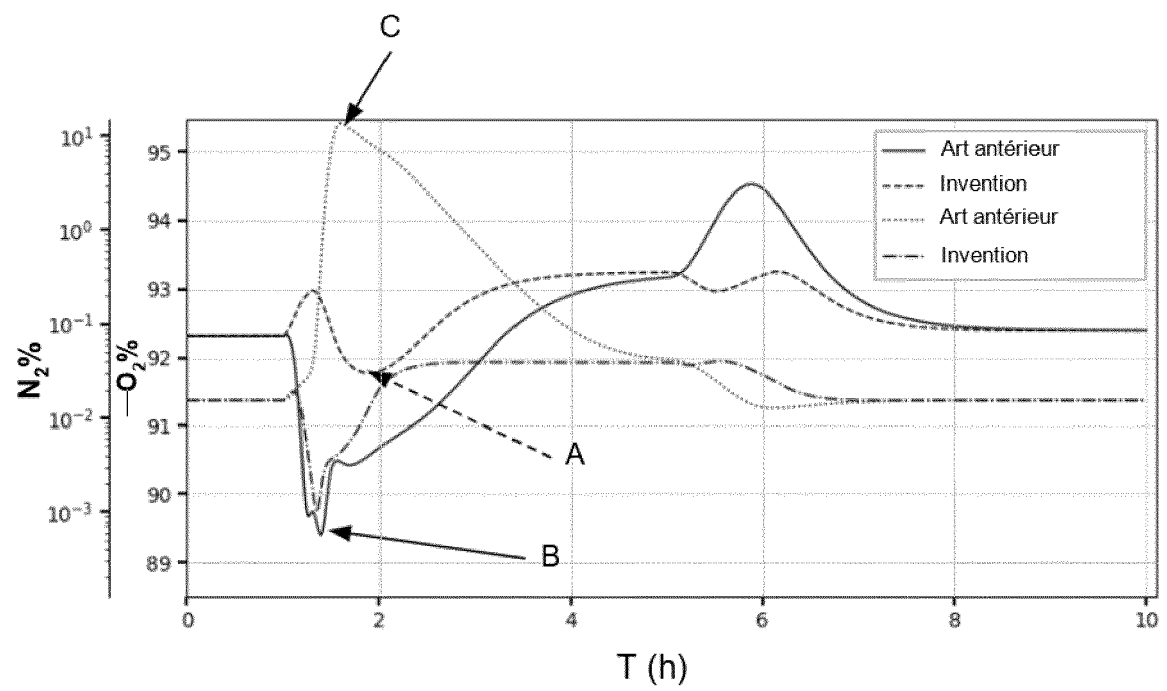 C
10¹
95
Art antérieur
Invention
94
Art antérieur
10⁰
Invention
93
10⁻¹
N₂%
—O₂%
92
10⁻²
91
A
90
10⁻³
B
89
0 2 4 6 8 10
T (h)